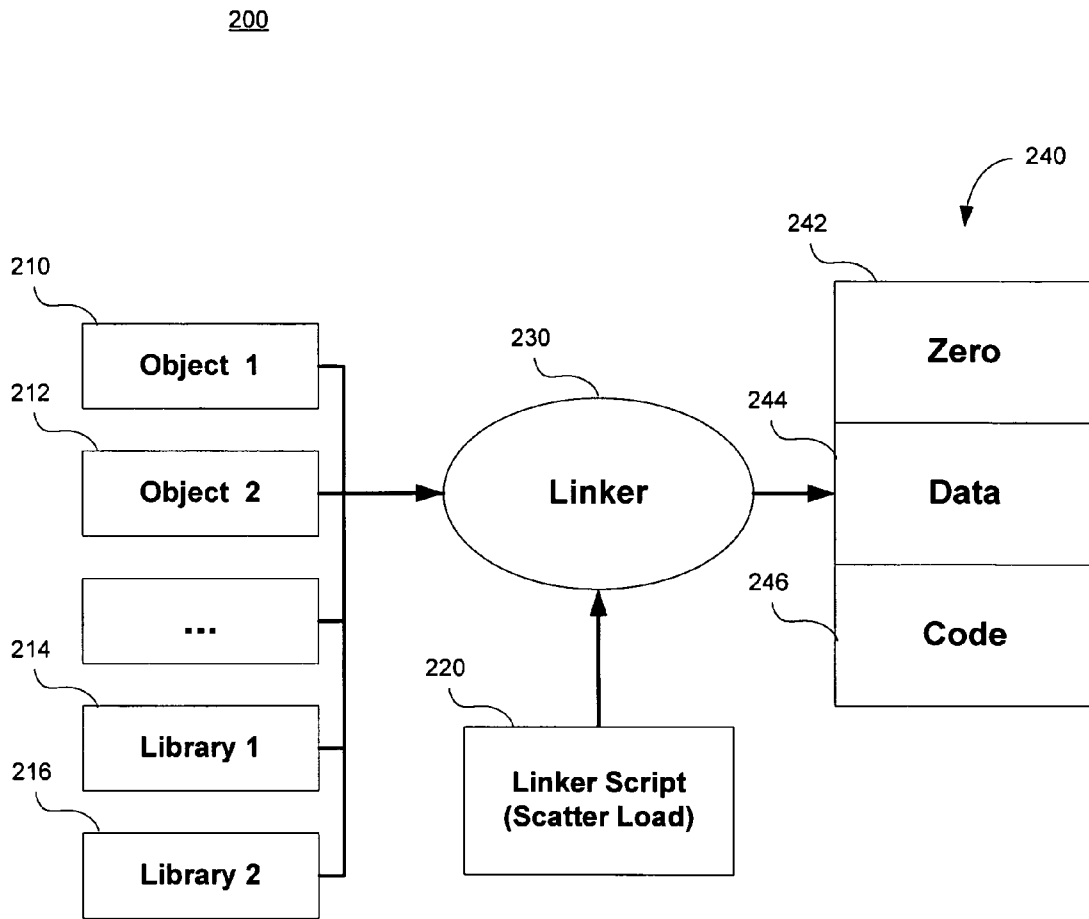 200
240
242
210
Object 1
230
Zero
212
244
Object 2
Linker
Data
...
246
Code
214
220
Library 1
Linker Script
(Scatter Load)
216
Library 2